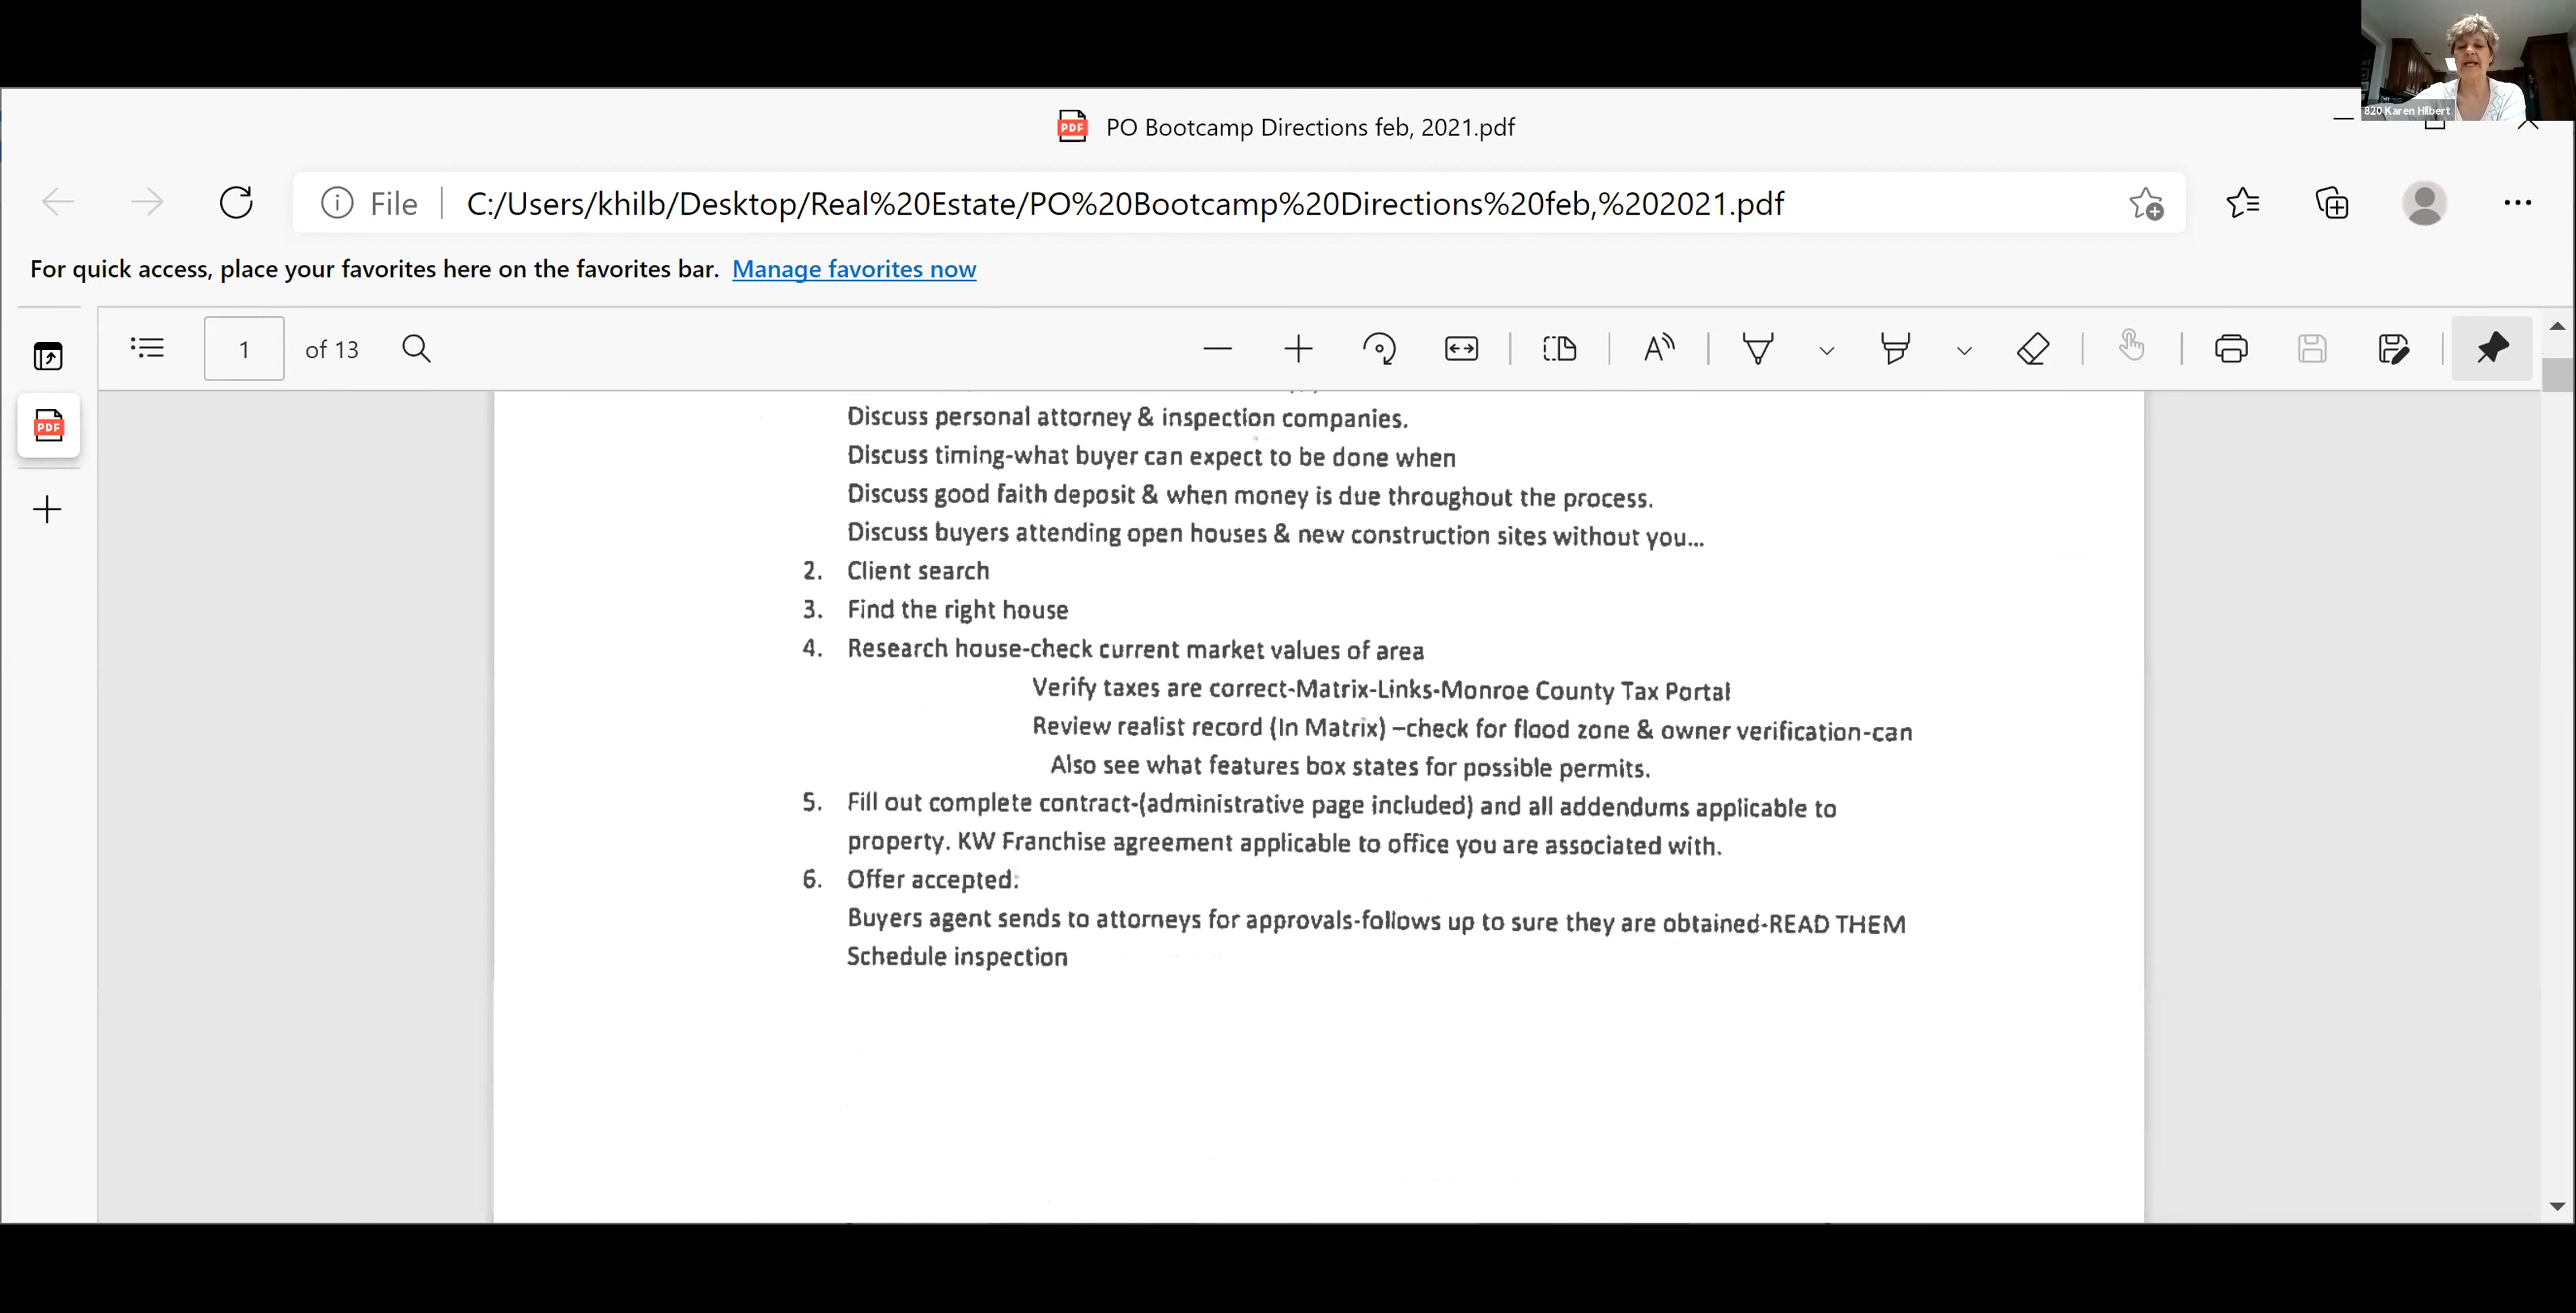 820 Karen Hilbert
PDF PO Bootcamp Directions feb, 2021.pdf
File C:/Users/khilb/Desktop/Real%20Estate/PO%20Bootcamp%20Directions%20feb,%202021.pdf
For quick access, place your favorites here on the favorites bar. Manage favorites now
1 of 13
PDF
Discuss personal attorney & inspection companies.
Discuss timing-what buyer can expect to be done when
Discuss good faith deposit & when money is due throughout the process.
Discuss buyers attending open houses & new construction sites without you...
2. Client search
3. Find the right house
4. Research house-check current market values of area
Verify taxes are correct-Matrix-Links-Monroe County Tax Portal
Review realist record (In Matrix) –check for flood zone & owner verification-can
Also see what features box states for possible permits.
5. Fill out complete contract-(administrative page included) and all addendums applicable to
property. KW Franchise agreement applicable to office you are associated with.
6. Offer accepted:
Buyers agent sends to attorneys for approvals-follows up to sure they are obtained-READ THEM
Schedule inspection